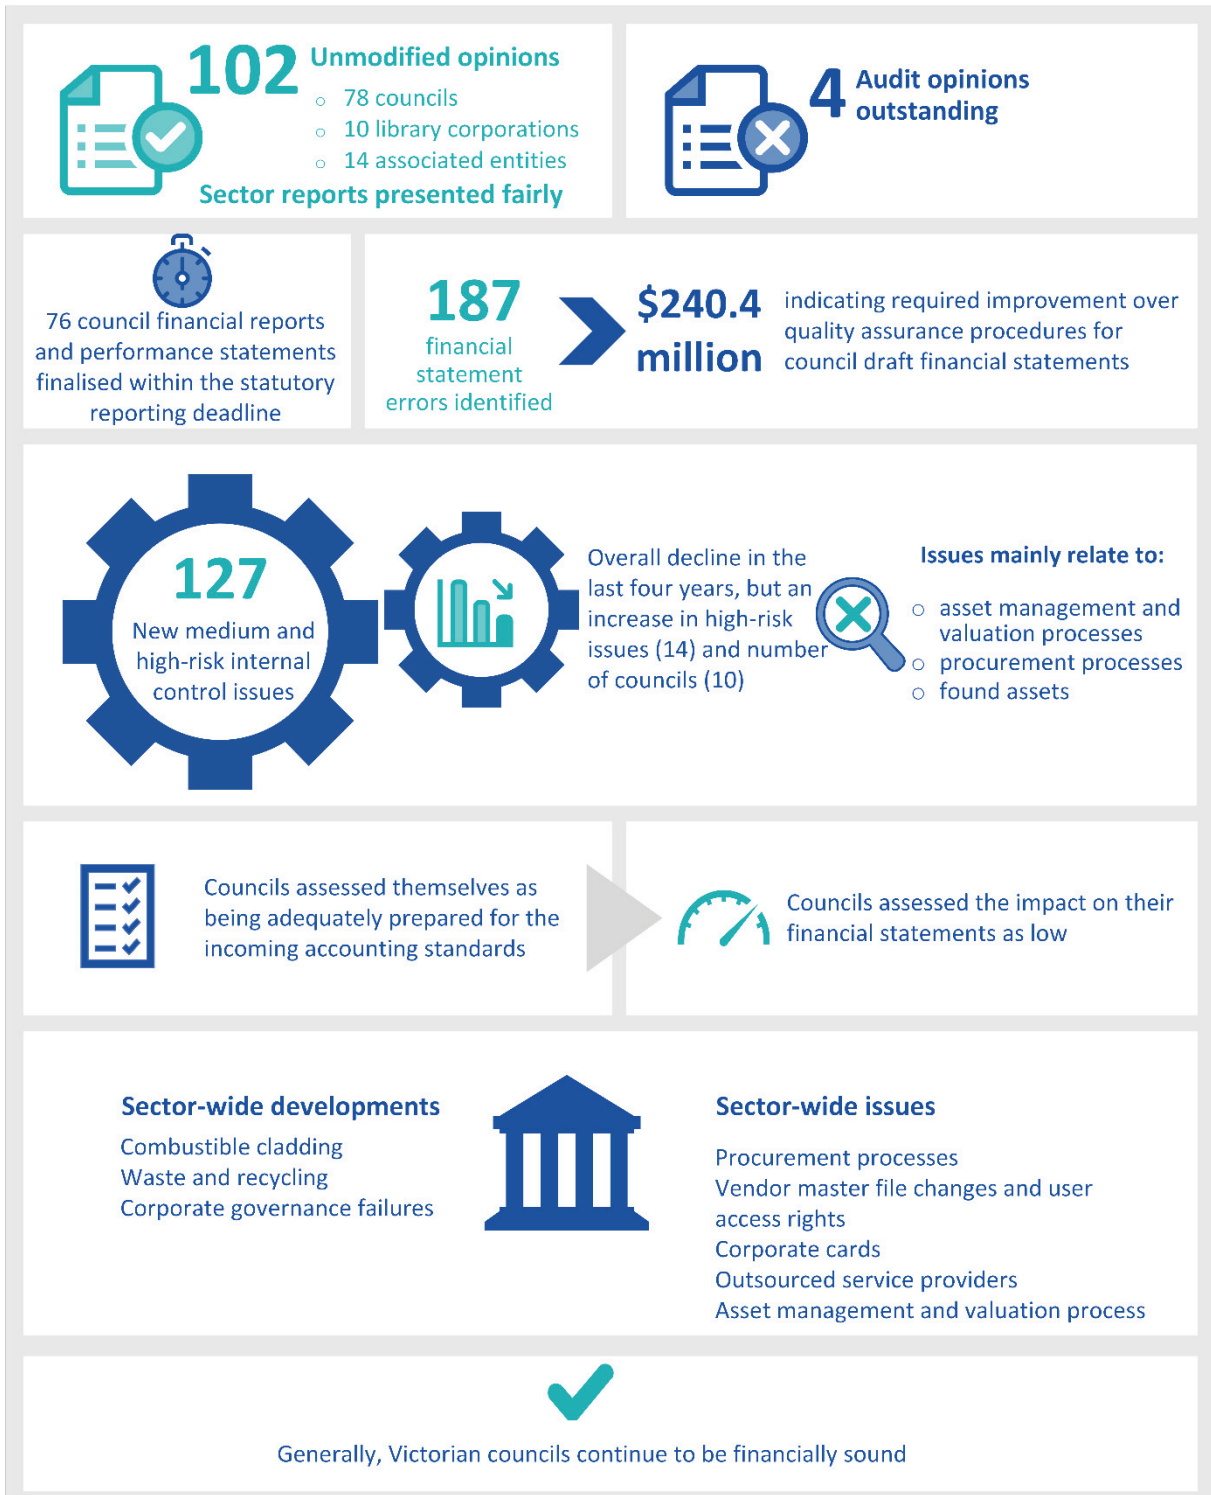 102
Unmodified opinions
○ 78 councils
○ 10 library corporations
○ 14 associated entities
Sector reports presented fairly
4
Audit opinions
outstanding
76 council financial reports
and performance statements
finalised within the statutory
reporting deadline
187
financial
statement
errors identified
$240.4
million
indicating required improvement over
quality assurance procedures for
council draft financial statements
127
New medium and
high-risk internal
control issues
Overall decline in the
last four years, but an
increase in high-risk
issues (14) and number
of councils (10)
Issues mainly relate to:
○ asset management and
valuation processes
○ procurement processes
○ found assets
Councils assessed themselves as
being adequately prepared for the
incoming accounting standards
Councils assessed the impact on their
financial statements as low
Sector-wide developments
Combustible cladding
Waste and recycling
Corporate governance failures
Sector-wide issues
Procurement processes
Vendor master file changes and user
access rights
Corporate cards
Outsourced service providers
Asset management and valuation process
Generally, Victorian councils continue to be financially sound